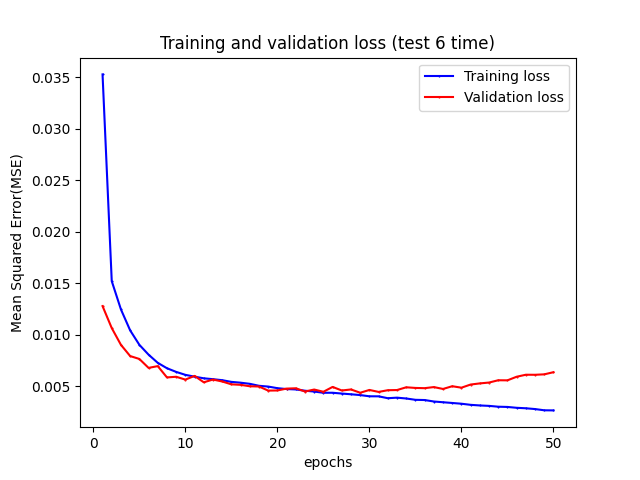 Training and validation loss (test 6 time)
Training loss
Validation loss
0.035
0.030
0.025
0.020
0.015
0.010
0.005
Mean Squared Error(MSE)
0 10 20 30 40 50
epochs